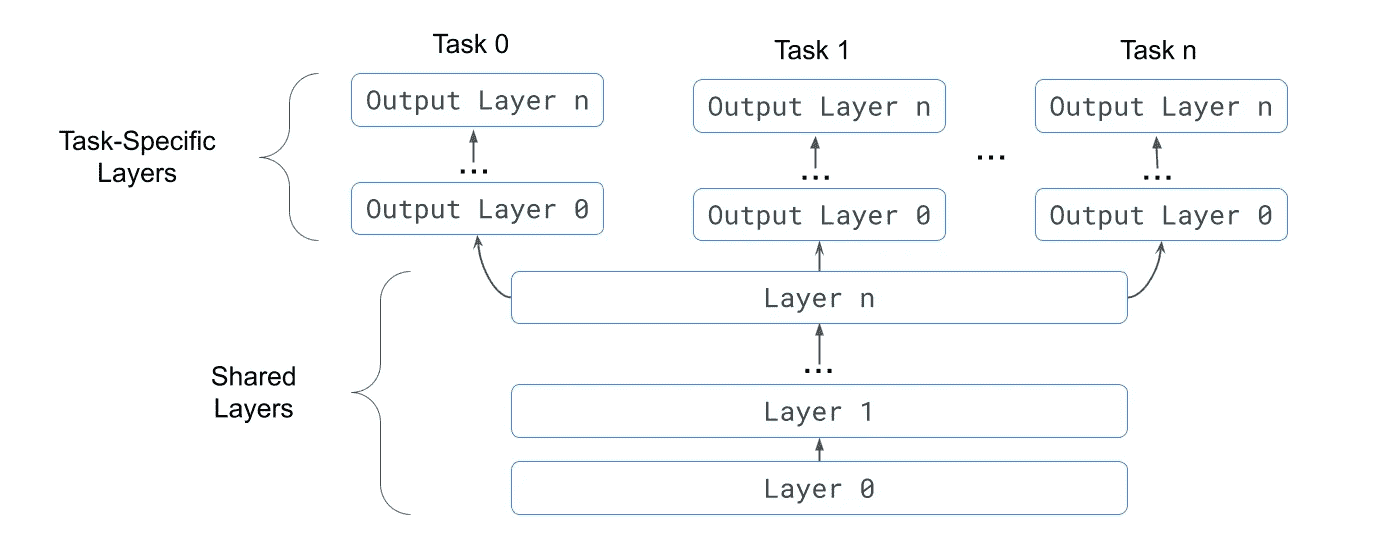 Task 0
Task 1
Task n
Output Layer n
Output Layer n
Output Layer n
Task-Specific
Layers
...
...
...
...
Output Layer 0
Output Layer 0
Output Layer 0
Layer n
...
Shared
Layers
Layer 1
Layer 0